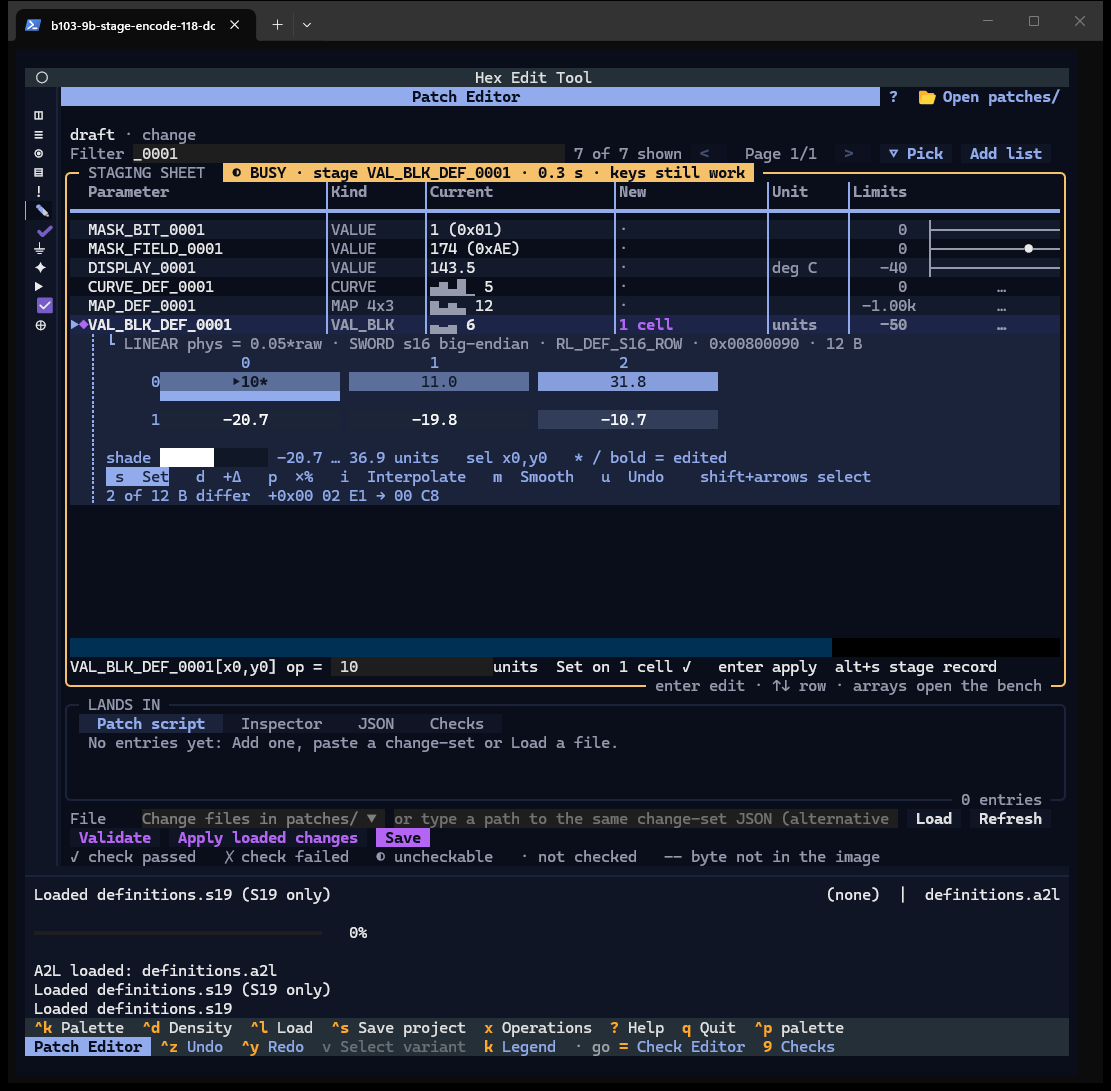 b103-9b-stage-encode-118-dc
Hex Edit Tool
Patch Editor ? Open patches/
draft · change
Filter _0001 7 of 7 shown < Page 1/1 > ▼ Pick Add list
STAGING SHEET ◐ BUSY · stage VAL_BLK_DEF_0001 · 0.3 s · keys still work
Parameter Kind Current New Unit Limits
MASK_BIT_0001 VALUE 1 (0x01) · 0
MASK_FIELD_0001 VALUE 174 (0xAE) · 0
DISPLAY_0001 VALUE 143.5 · deg C −40
CURVE_DEF_0001 CURVE 5 0 …
MAP_DEF_0001 MAP 4x3 12 −1.00k …
▶◆VAL_BLK_DEF_0001 VAL_BLK 6 1 cell units −50 …
└ LINEAR phys = 0.05*raw · SWORD s16 big-endian · RL_DEF_S16_ROW · 0x00800090 · 12 B
0 1 2
0 ▸10* 11.0 31.8
1 −20.7 −19.8 −10.7
shade −20.7 … 36.9 units sel x0,y0 * / bold = edited
s Set d +Δ p ×% i Interpolate m Smooth u Undo shift+arrows select
2 of 12 B differ +0x00 02 E1 → 00 C8
VAL_BLK_DEF_0001[x0,y0] op = 10 units Set on 1 cell ✓ enter apply alt+s stage record
enter edit · ↑↓ row · arrays open the bench
LANDS IN
Patch script Inspector JSON Checks
No entries yet: Add one, paste a change-set or Load a file.
0 entries
File Change files in patches/ ▼ or type a path to the same change-set JSON (alternative Load Refresh
Validate Apply loaded changes Save
✓ check passed ✗ check failed ◐ uncheckable · not checked −− byte not in the image
Loaded definitions.s19 (S19 only) (none) | definitions.a2l
0%
A2L loaded: definitions.a2l
Loaded definitions.s19 (S19 only)
Loaded definitions.s19
^k Palette ^d Density ^l Load ^s Save project x Operations ? Help q Quit ^p palette
Patch Editor ^z Undo ^y Redo v Select variant k Legend · go = Check Editor 9 Checks